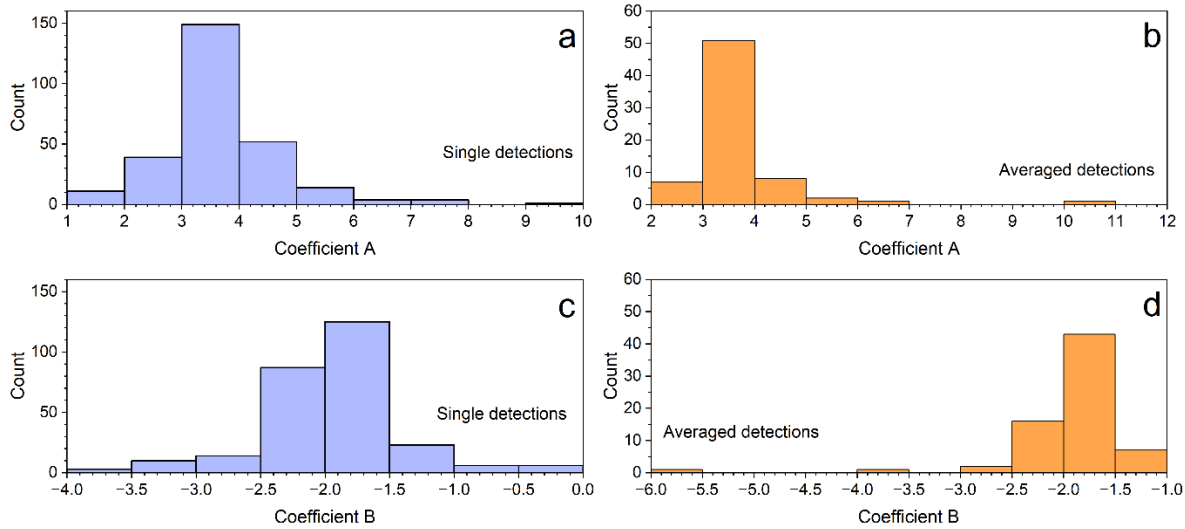 a
Count
150
100
50
0
Single detections
1 2 3 4 5 6 7 8 9 10
Coefficient A
b
Count
60
50
40
30
20
10
0
Averaged detections
2 3 4 5 6 7 8 9 10 11 12
Coefficient A
c
Count
150
100
50
0
Single detections
−4.0 −3.5 −3.0 −2.5 −2.0 −1.5 −1.0 −0.5 0.0
Coefficient B
d
Count
60
50
40
30
20
10
0
Averaged detections
−6.0 −5.5 −5.0 −4.5 −4.0 −3.5 −3.0 −2.5 −2.0 −1.5 −1.0
Coefficient B